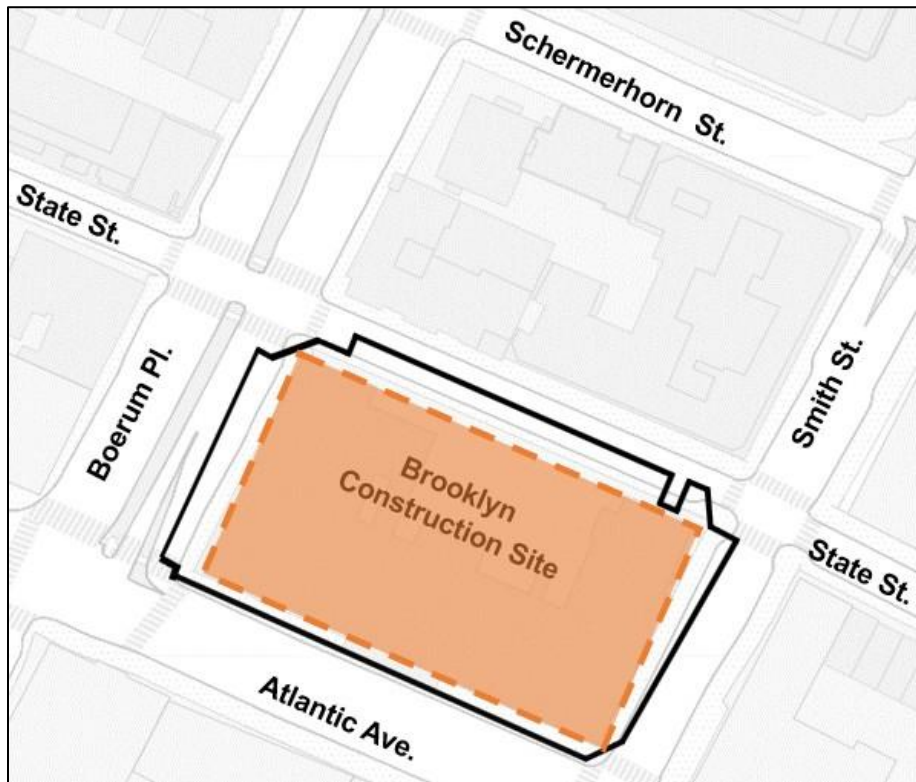 Schermerhorn St.
State St.
Boerum Pl.
Smith St.
Brooklyn
Construction Site
State St.
Atlantic Ave.